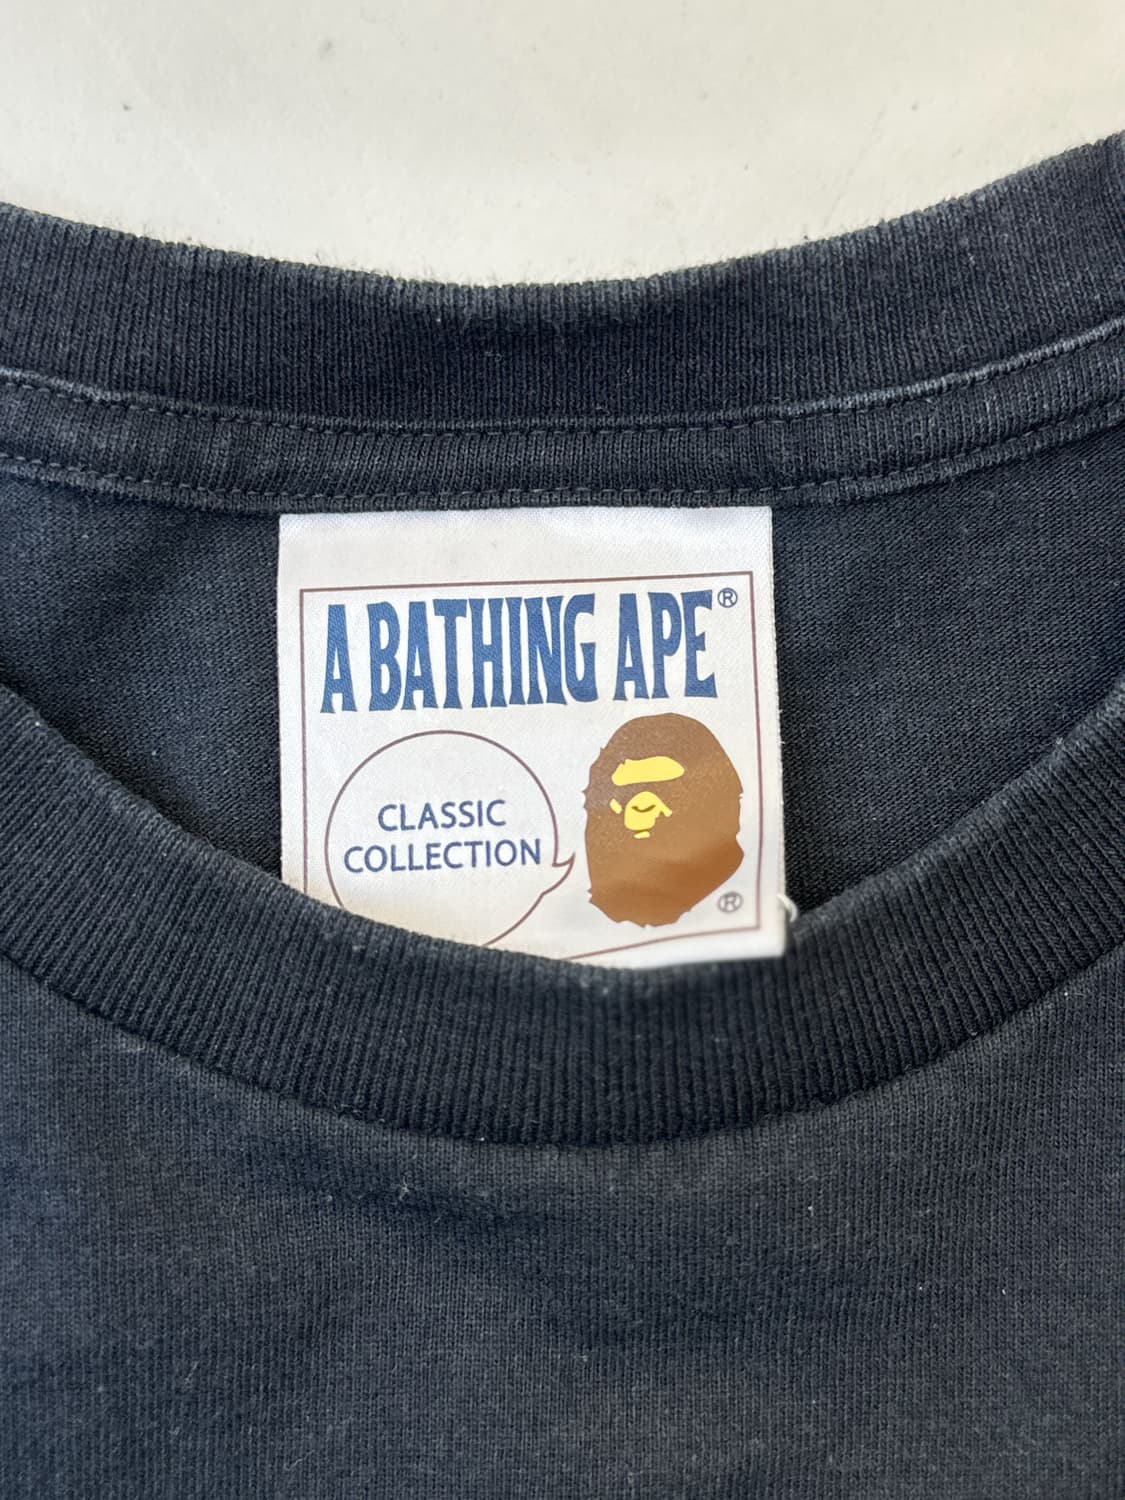 A BATHING APE®
CLASSIC
COLLECTION
®